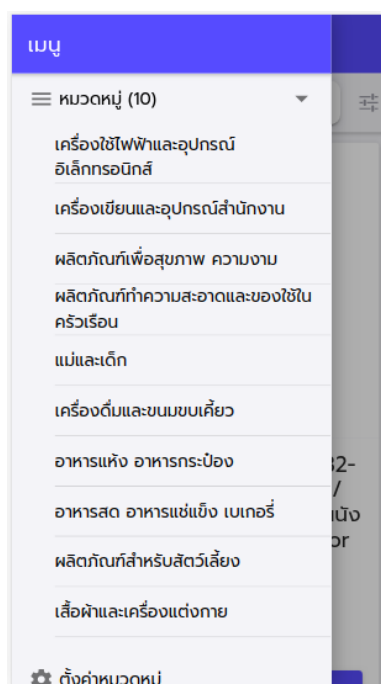 เมนู
หมวดหมู่ (10)
เครื่องใช้ไฟฟ้าและอุปกรณ์
อิเล็กทรอนิกส์
เครื่องเขียนและอุปกรณ์สำนักงาน
ผลิตภัณฑ์เพื่อสุขภาพ ความงาม
ผลิตภัณฑ์ทำความสะอาดและของใช้ใน
ครัวเรือน
แม่และเด็ก
เครื่องดื่มและขนมขบเคี้ยว
อาหารแห้ง อาหารกระป๋อง
32-
/
อาหารสด อาหารแช่แข็ง เบเกอรี่
นัง
or
ผลิตภัณฑ์สำหรับสัตว์เลี้ยง
เสื้อผ้าและเครื่องแต่งกาย
ตั้งค่าหมวดหมู่